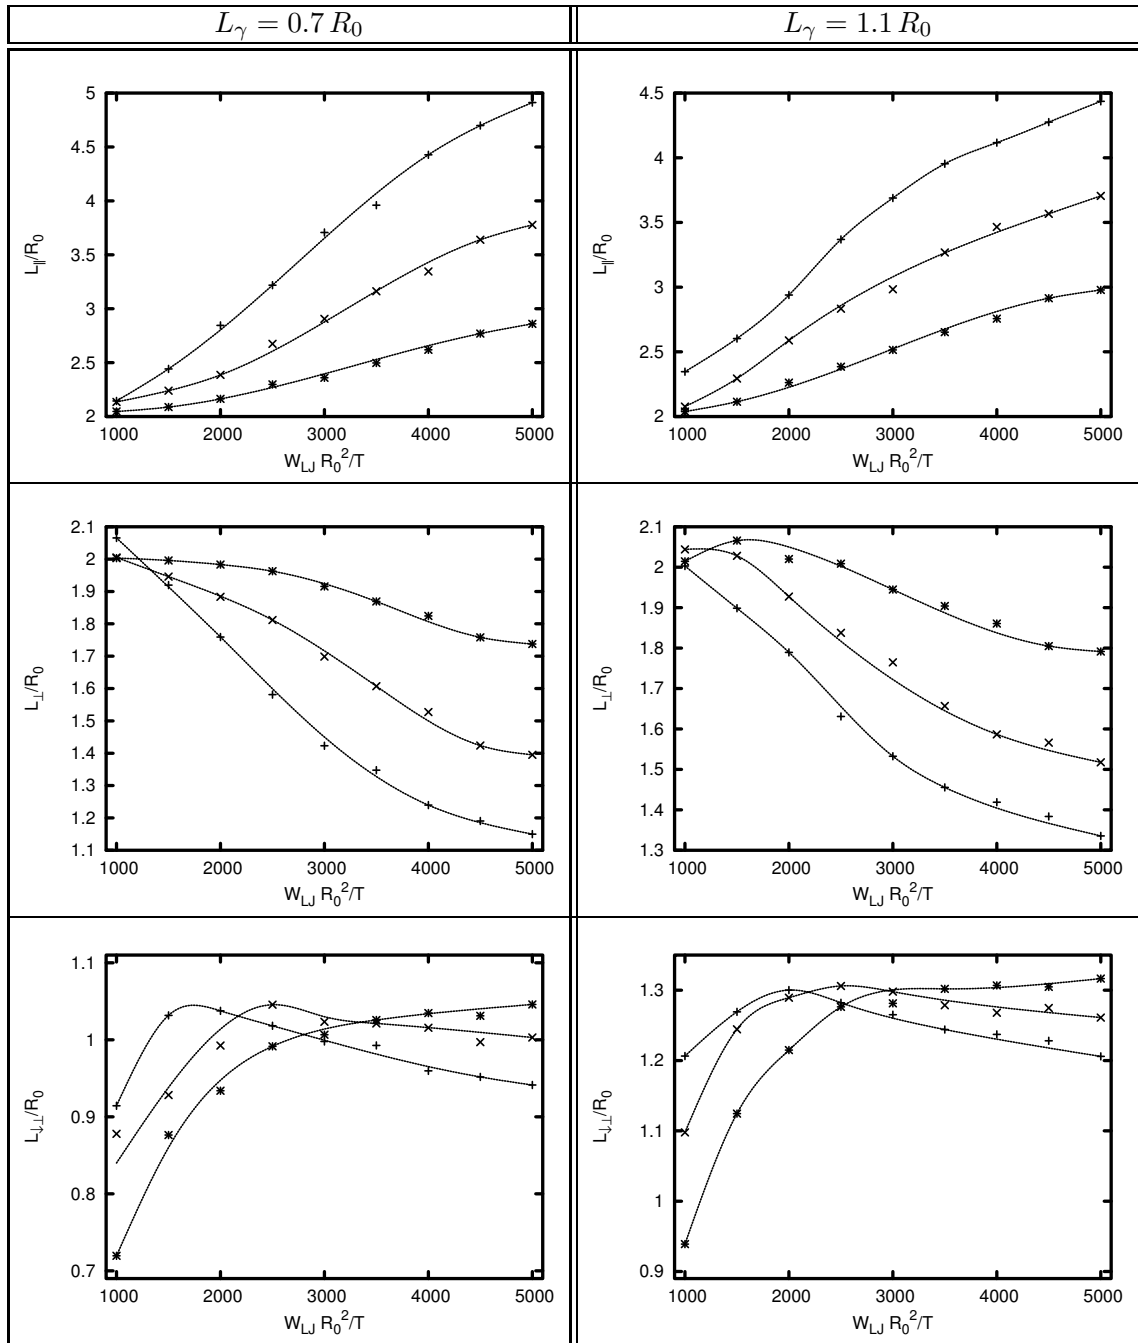 L_γ = 0.7 R_0
L_γ = 1.1 R_0
5
4.5
4
3.5
3
2.5
2
L_∥/R_0
1000 2000 3000 4000 5000
W_LJ R_0^2/T
4.5
4
3.5
3
2.5
2
L_∥/R_0
1000 2000 3000 4000 5000
W_LJ R_0^2/T
2.1
2
1.9
1.8
1.7
1.6
1.5
1.4
1.3
1.2
1.1
L_⊥/R_0
1000 2000 3000 4000 5000
W_LJ R_0^2/T
2.1
2
1.9
1.8
1.7
1.6
1.5
1.4
1.3
L_⊥/R_0
1000 2000 3000 4000 5000
W_LJ R_0^2/T
1.1
1
0.9
0.8
0.7
L_↓⊥/R_0
1000 2000 3000 4000 5000
W_LJ R_0^2/T
1.3
1.2
1.1
1
0.9
L_↓⊥/R_0
1000 2000 3000 4000 5000
W_LJ R_0^2/T